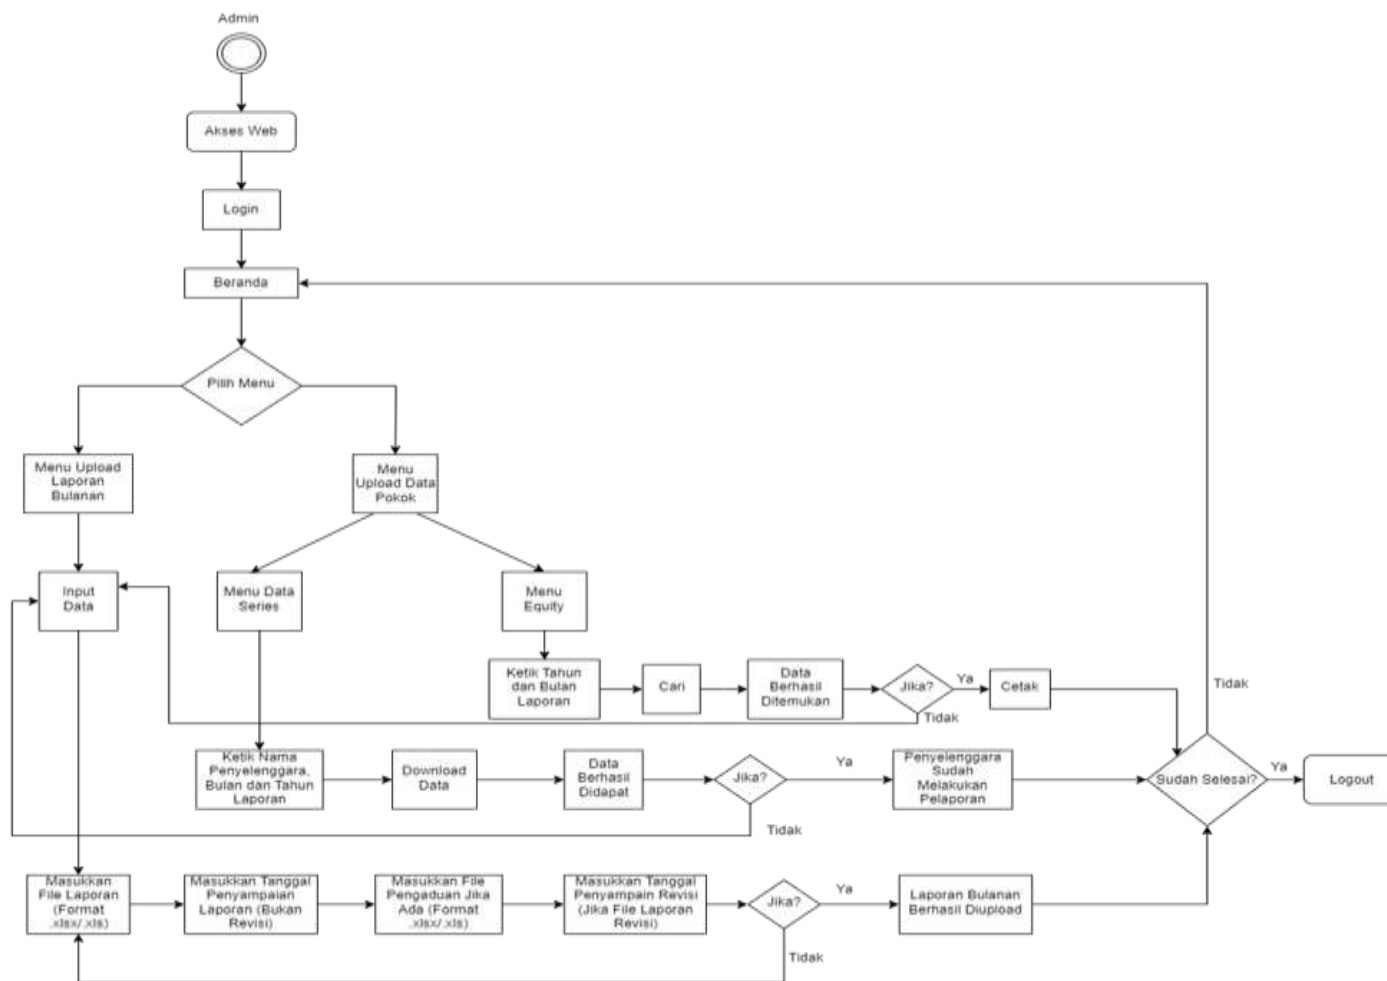 Admin
Akses Web
Login
Beranda
Pilih Menu
Menu Upload
Laporan
Bulanan
Menu
Upload Data
Pokok
Input
Data
Menu Data
Series
Menu
Equity
Ketik Tahun
dan Bulan
Laporan
Cari
Data
Berhasil
Ditemukan
Jika?
Ya
Cetak
Tidak
Tidak
Ketik Nama
Penyelenggara,
Bulan dan Tahun
Laporan
Download
Data
Data
Berhasil
Didapat
Jika?
Ya
Penyelenggara
Sudah
Melakukan
Pelaporan
Sudah Selesai?
Ya
Logout
Tidak
Masukkan
File Laporan
(Format
.xlsx/.xls)
Masukkan Tanggal
Penyampaian
Laporan (Bukan
Revisi)
Masukkan File
Pengaduan Jika
Ada (Format
.xlsx/.xls)
Masukkan Tanggal
Penyampain Revisi
(Jika File Laporan
Revisi)
Jika?
Ya
Laporan Bulanan
Berhasil Diupload
Tidak